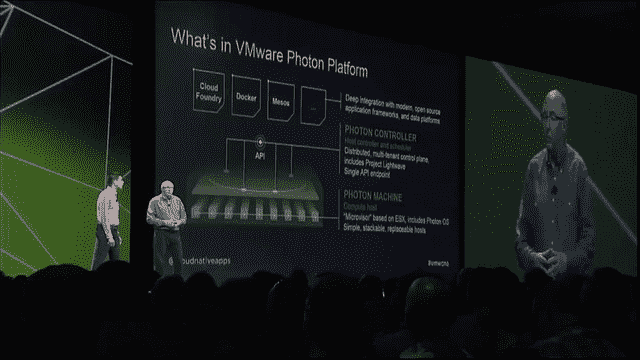 What's in VMware Photon Platform
Cloud
Foundry
Docker
Mesos
...
Deep Integration with modern, open source
application frameworks, and data platforms
API
PHOTON CONTROLLER
Host controller and scheduler
Distributed, multi-tenant control plane,
includes Project Lightwave
Single API endpoint
PHOTON MACHINE
Compute host
"Microvisor" based on ESX, includes Photon OS
Simple, stackable, replaceable hosts
oudnativeapps
#vmworld